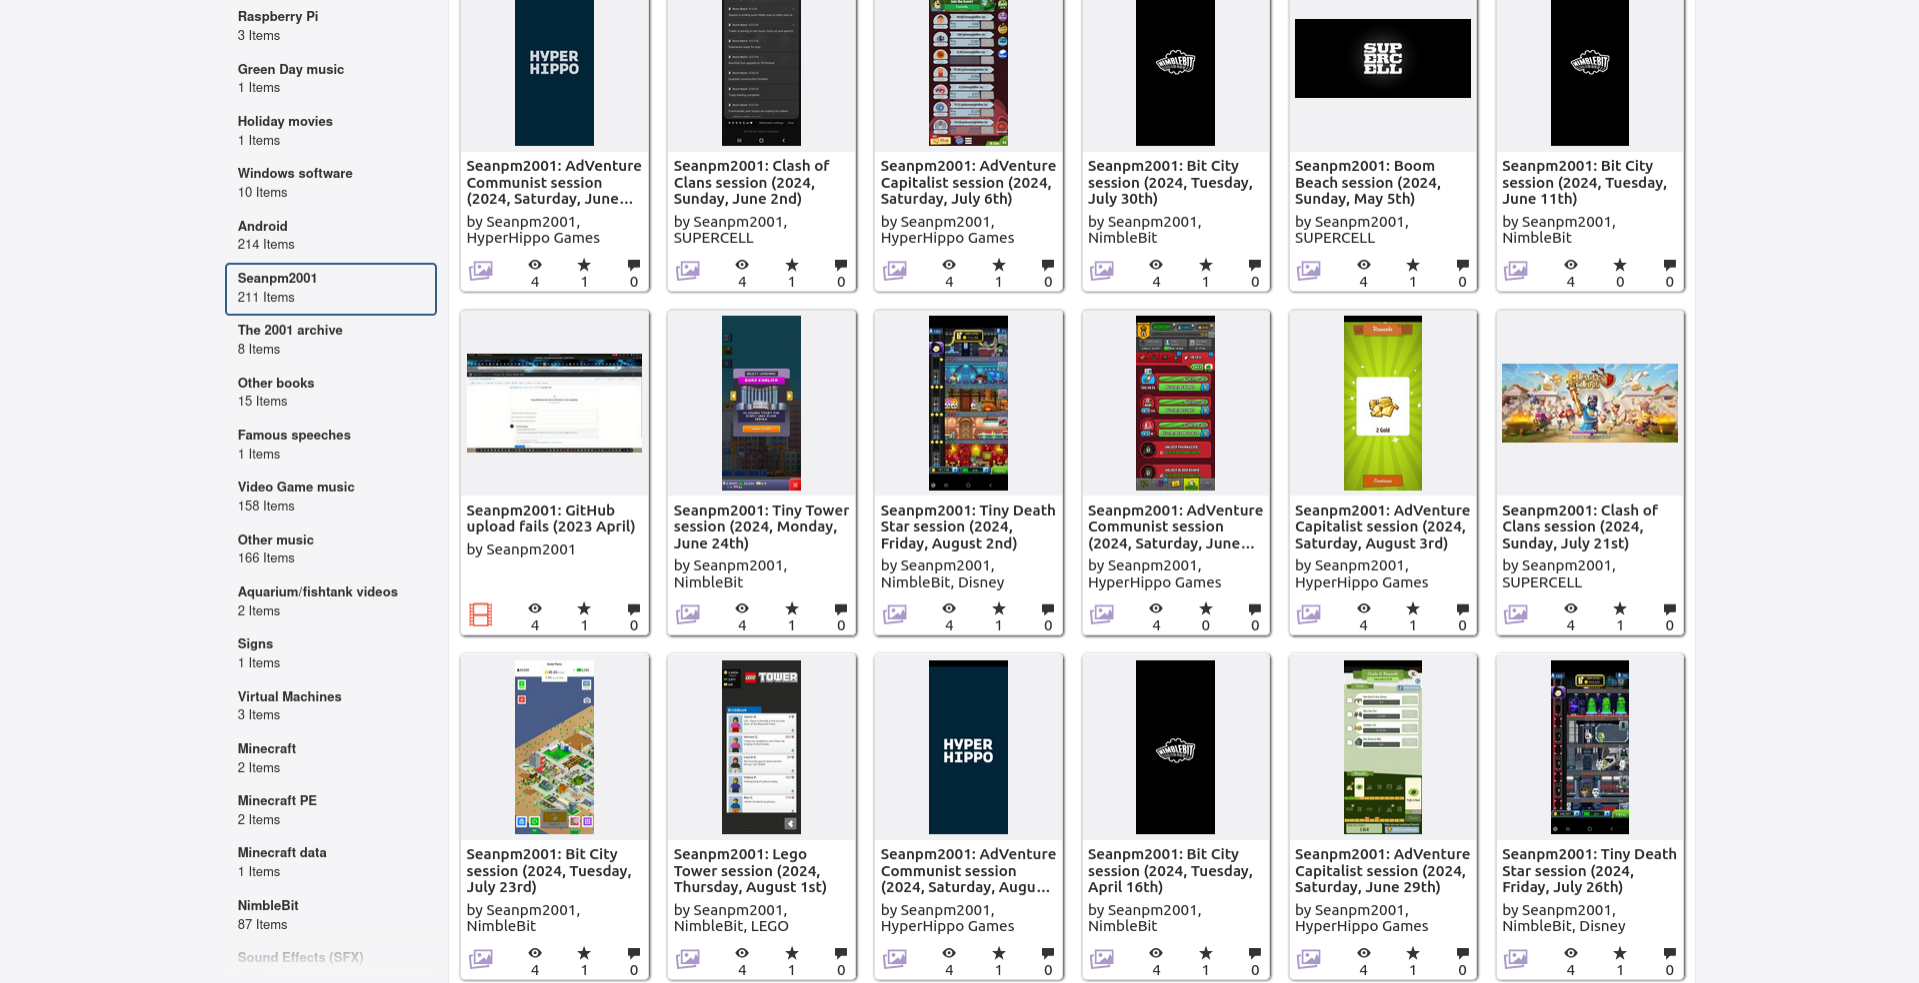 Raspberry Pi
3 Items
Green Day music
1 Items
Holiday movies
1 Items
Windows software
10 Items
Android
214 Items
Seanpm2001
211 Items
The 2001 archive
8 Items
Other books
15 Items
Famous speeches
1 Items
Video Game music
158 Items
Other music
166 Items
Aquarium/fishtank videos
2 Items
Signs
1 Items
Virtual Machines
3 Items
Minecraft
2 Items
Minecraft PE
2 Items
Minecraft data
1 Items
NimbleBit
87 Items
Sound Effects (SFX)
HYPER
HIPPO
Seanpm2001: AdVenture
Communist session
(2024, Saturday, June...
by Seanpm2001,
HyperHippo Games
4 1 0
Seanpm2001: Clash of
Clans session (2024,
Sunday, June 2nd)
by Seanpm2001,
SUPERCELL
4 1 0
Seanpm2001: AdVenture
Capitalist session (2024,
Saturday, July 6th)
by Seanpm2001,
HyperHippo Games
4 1 0
NIMBLEBIT
Seanpm2001: Bit City
session (2024, Tuesday,
July 30th)
by Seanpm2001,
NimbleBit
4 1 0
SUP
ERC
ELL
Seanpm2001: Boom
Beach session (2024,
Sunday, May 5th)
by Seanpm2001,
SUPERCELL
4 1 0
NIMBLEBIT
Seanpm2001: Bit City
session (2024, Tuesday,
June 11th)
by Seanpm2001,
NimbleBit
4 0 0
Seanpm2001: GitHub
upload fails (2023 April)
by Seanpm2001
4 1 0
Seanpm2001: Tiny Tower
session (2024, Monday,
June 24th)
by Seanpm2001,
NimbleBit
4 1 0
Seanpm2001: Tiny Death
Star session (2024,
Friday, August 2nd)
by Seanpm2001,
NimbleBit, Disney
4 1 0
Seanpm2001: AdVenture
Communist session
(2024, Saturday, June...
by Seanpm2001,
HyperHippo Games
4 0 0
Rewards
2 Gold
Continue
Seanpm2001: AdVenture
Capitalist session (2024,
Saturday, August 3rd)
by Seanpm2001,
HyperHippo Games
4 1 0
Seanpm2001: Clash of
Clans session (2024,
Sunday, July 21st)
by Seanpm2001,
SUPERCELL
4 1 0
Seanpm2001: Bit City
session (2024, Tuesday,
July 23rd)
by Seanpm2001,
NimbleBit
4 1 0
LEGO TOWER
Seanpm2001: Lego
Tower session (2024,
Thursday, August 1st)
by Seanpm2001,
NimbleBit, LEGO
4 1 0
HYPER
HIPPO
Seanpm2001: AdVenture
Communist session
(2024, Saturday, Augu...
by Seanpm2001,
HyperHippo Games
4 1 0
NIMBLEBIT
Seanpm2001: Bit City
session (2024, Tuesday,
April 16th)
by Seanpm2001,
NimbleBit
4 1 0
Seanpm2001: AdVenture
Capitalist session (2024,
Saturday, June 29th)
by Seanpm2001,
HyperHippo Games
4 1 0
Seanpm2001: Tiny Death
Star session (2024,
Friday, July 26th)
by Seanpm2001,
NimbleBit, Disney
4 1 0